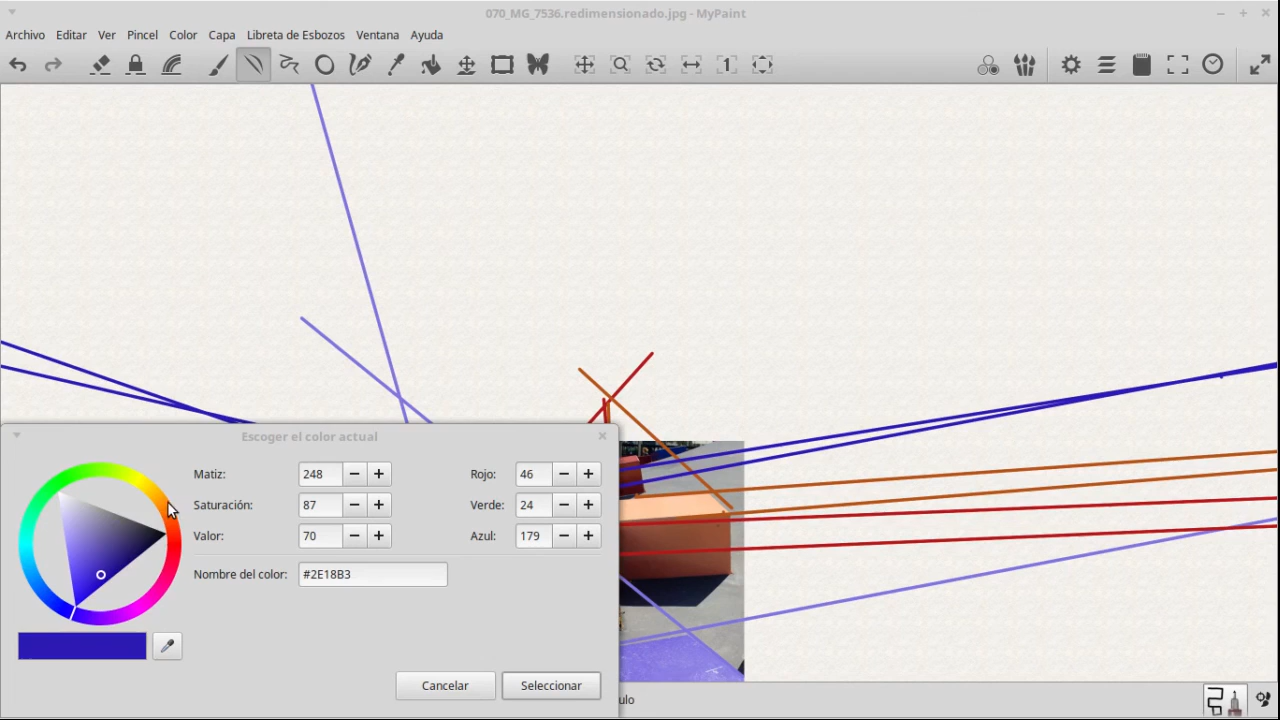 070_MG_7536.redimensionado.jpg - MyPaint
Archivo Editar Ver Pincel Color Capa Libreta de Esbozos Ventana Ayuda
1
Escoger el color actual
Matiz: 248 Rojo: 46
Saturación: 87 Verde: 24
Valor: 70 Azul: 179
Nombre del color: #2E18B3
Cancelar Seleccionar
ulo